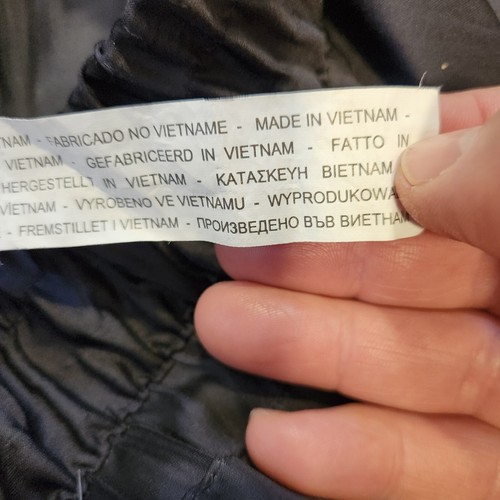 NAM - FABRICADO NO VIETNAME - MADE IN VIETNAM -
VIETNAM - GEFABRICEERD IN VIETNAM - FATTO IN
HERGESTELLT IN VIETNAM - ΚΑΤΑΣΚΕΥΗ ΒΙΕΤΝΑΜ
VIETNAM - VYROBENO VE VIETNAMU - WYPRODUKOWA
- FREMSTILLET I VIETNAM - ПРОИЗВЕДЕНО ВЪВ ВИЕТНАМ